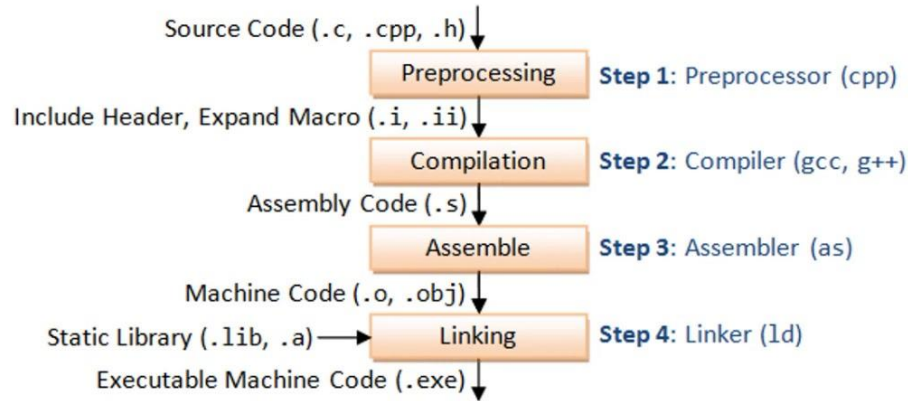 Source Code (.c, .cpp, .h)
Preprocessing
Step 1: Preprocessor (cpp)
Include Header, Expand Macro (.i, .ii)
Compilation
Step 2: Compiler (gcc, g++)
Assembly Code (.s)
Assemble
Step 3: Assembler (as)
Machine Code (.o, .obj)
Static Library (.lib, .a)
Linking
Step 4: Linker (ld)
Executable Machine Code (.exe)